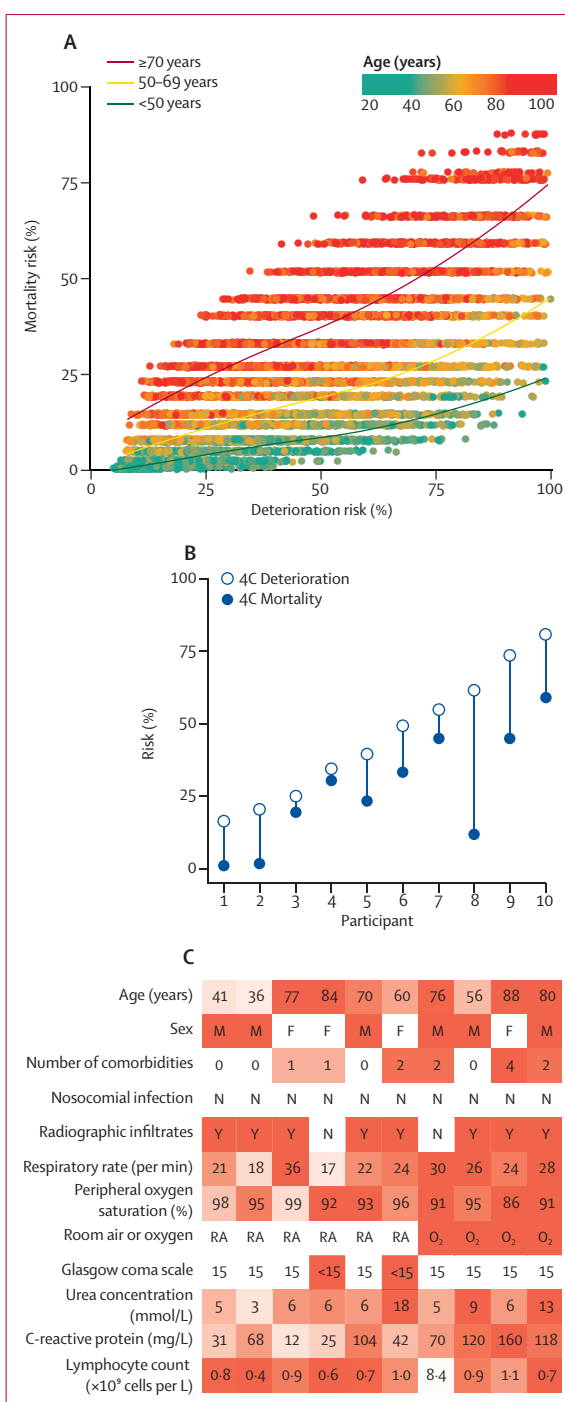 A
≥70 years
50–69 years
<50 years
Age (years)
20 40 60 80 100
100
75
50
25
0
Mortality risk (%)
0 25 50 75 100
Deterioration risk (%)
B
4C Deterioration
4C Mortality
100
75
50
25
0
Risk (%)
1 2 3 4 5 6 7 8 9 10
Participant
C
Age (years) 41 36 77 84 70 60 76 56 88 80
Sex M M F F M F M M F M
Number of comorbidities 0 0 1 1 0 2 2 0 4 2
Nosocomial infection N N N N N N N N N N
Radiographic infiltrates Y Y Y N Y Y N Y Y Y
Respiratory rate (per min) 21 18 36 17 22 24 30 26 24 28
Peripheral oxygen
saturation (%) 98 95 99 92 93 96 91 95 86 91
Room air or oxygen RA RA RA RA RA RA O₂ O₂ O₂ O₂
Glasgow coma scale 15 15 15 <15 15 <15 15 15 15 15
Urea concentration
(mmol/L) 5 3 6 6 6 18 5 9 6 13
C-reactive protein (mg/L) 31 68 12 25 104 42 70 120 160 118
Lymphocyte count
(×10⁹ cells per L) 0·8 0·4 0·9 0·6 0·7 1·0 8·4 0·9 1·1 0·7